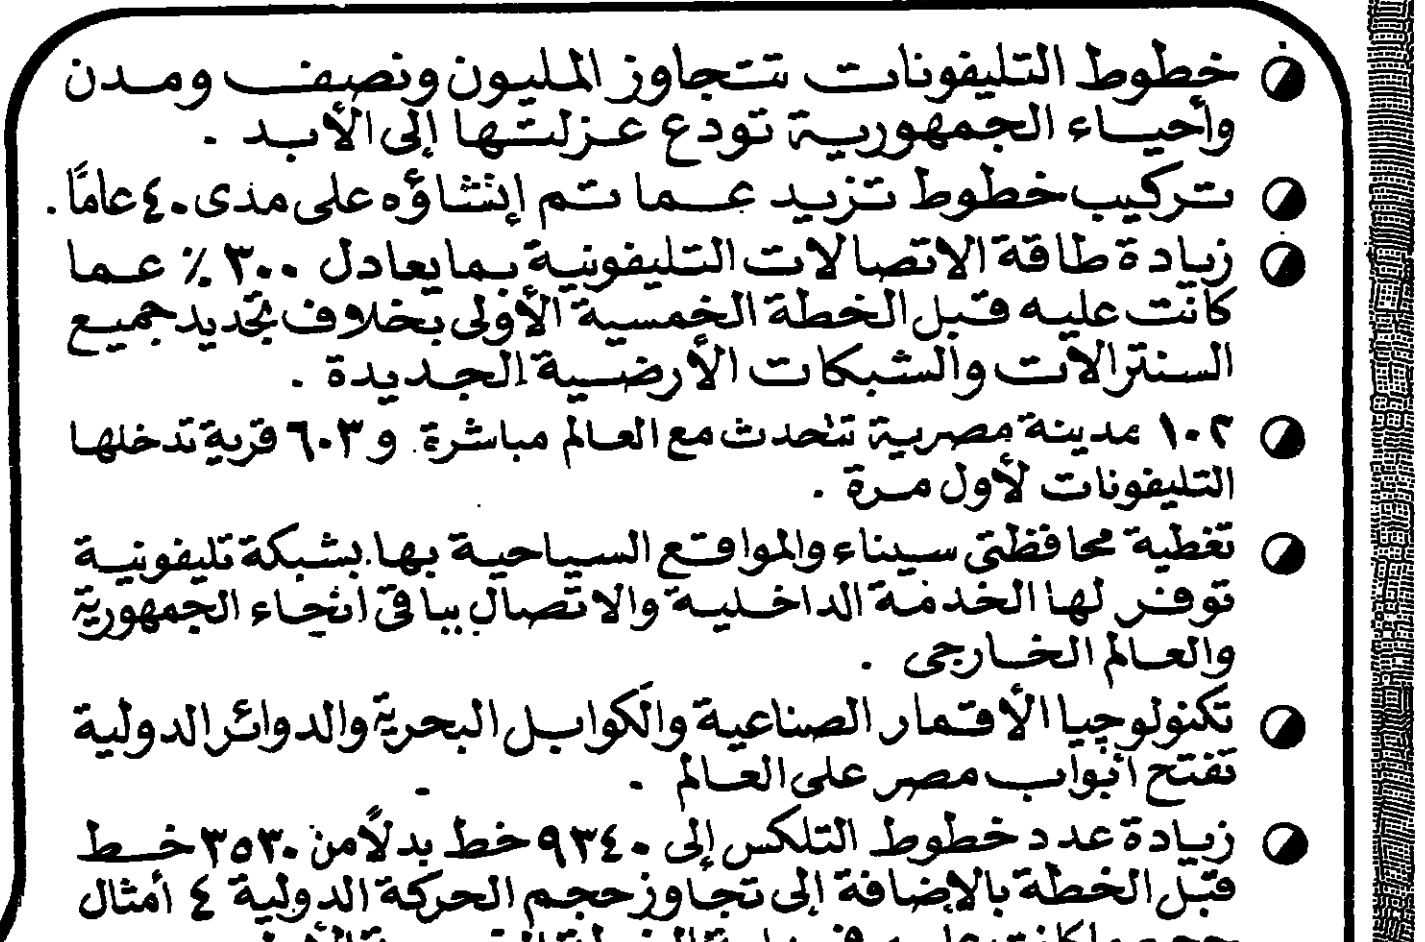 خطوط التليفونات تتجاوز المليون ونصف ومدن
وأحياء الجمهورية تودع عزلتها إلى الأبد .
تركيب خطوط تزيد عما تم إنشاؤه على مدى ٤٠ عامًا .
زيادة طاقة الاتصالات التليفونية بما يعادل ٣٠٠ ٪ عما
كانت عليه قبل الخطة الخمسية الأولى بخلاف تجديد جميع
السنترالات والشبكات الأرضية الجديدة .
١٠٢ مدينة مصرية تتحدث مع العالم مباشرة و ٦٠٣ قرية تدخلها
التليفونات لأول مرة .
تغطية محافظتى سيناء والمواقع السياحية بها بشبكة تليفونية
توفر لها الخدمة الداخلية والاتصال بباقى أنحاء الجمهورية
والعالم الخارجى .
تكنولوجيا الأقمار الصناعية والكوابل البحرية والدوائر الدولية
تفتح أبواب مصر على العالم .
زيادة عدد خطوط التلكس إلى ٩٣٤٠ خط بدلاً من ٣٥٣٠ خط
قبل الخطة بالإضافة إلى تجاوز حجم الحركة الدولية ٤ أمثال